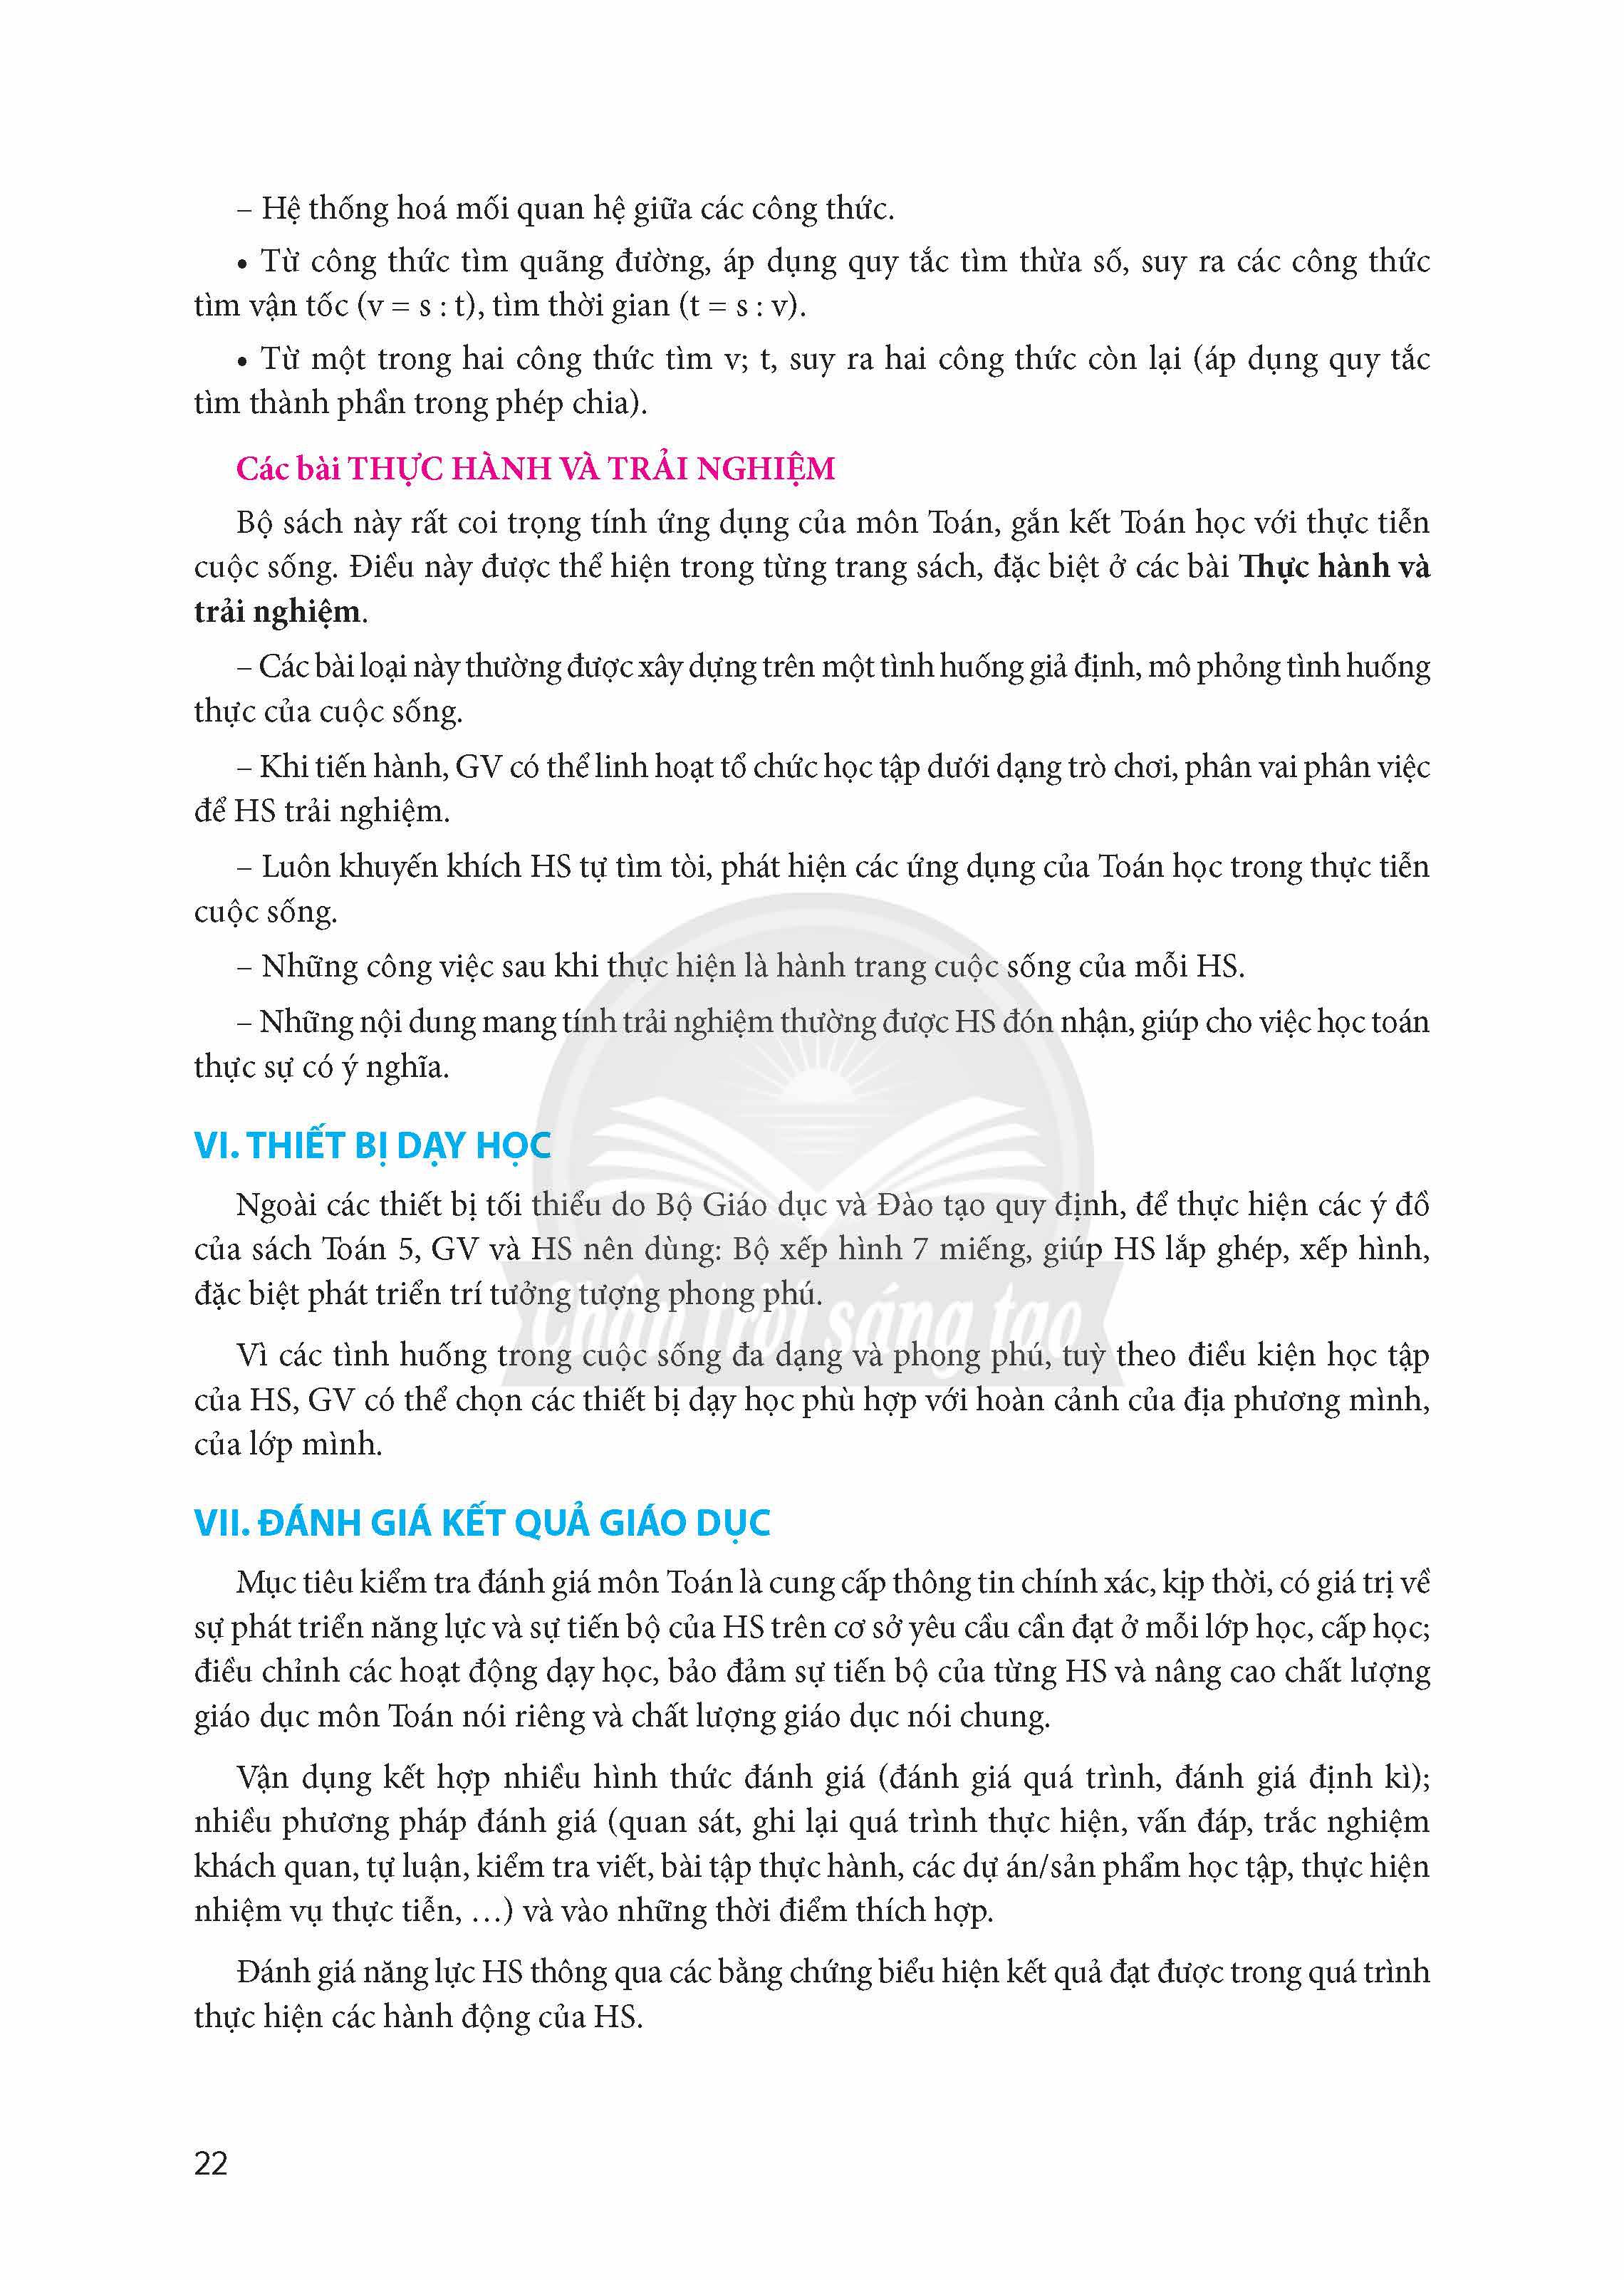 – Hệ thống hoá mối quan hệ giữa các công thức.
• Từ công thức tìm quãng đường, áp dụng quy tắc tìm thừa số, suy ra các công thức
tìm vận tốc (v = s : t), tìm thời gian (t = s : v).
• Từ một trong hai công thức tìm v; t, suy ra hai công thức còn lại (áp dụng quy tắc
tìm thành phần trong phép chia).
Các bài THỰC HÀNH VÀ TRẢI NGHIỆM
Bộ sách này rất coi trọng tính ứng dụng của môn Toán, gắn kết Toán học với thực tiễn
cuộc sống. Điều này được thể hiện trong từng trang sách, đặc biệt ở các bài Thực hành và
trải nghiệm.
– Các bài loại này thường được xây dựng trên một tình huống giả định, mô phỏng tình huống
thực của cuộc sống.
– Khi tiến hành, GV có thể linh hoạt tổ chức học tập dưới dạng trò chơi, phân vai phân việc
để HS trải nghiệm.
– Luôn khuyến khích HS tự tìm tòi, phát hiện các ứng dụng của Toán học trong thực tiễn
cuộc sống.
– Những công việc sau khi thực hiện là hành trang cuộc sống của mỗi HS.
– Những nội dung mang tính trải nghiệm thường được HS đón nhận, giúp cho việc học toán
thực sự có ý nghĩa.
VI. THIẾT BỊ DẠY HỌC
Ngoài các thiết bị tối thiểu do Bộ Giáo dục và Đào tạo quy định, để thực hiện các ý đồ
của sách Toán 5, GV và HS nên dùng: Bộ xếp hình 7 miếng, giúp HS lắp ghép, xếp hình,
đặc biệt phát triển trí tưởng tượng phong phú.
Chân trời sáng tạo
Vì các tình huống trong cuộc sống đa dạng và phong phú, tuỳ theo điều kiện học tập
của HS, GV có thể chọn các thiết bị dạy học phù hợp với hoàn cảnh của địa phương mình,
của lớp mình.
VII. ĐÁNH GIÁ KẾT QUẢ GIÁO DỤC
Mục tiêu kiểm tra đánh giá môn Toán là cung cấp thông tin chính xác, kịp thời, có giá trị về
sự phát triển năng lực và sự tiến bộ của HS trên cơ sở yêu cầu cần đạt ở mỗi lớp học, cấp học;
điều chỉnh các hoạt động dạy học, bảo đảm sự tiến bộ của từng HS và nâng cao chất lượng
giáo dục môn Toán nói riêng và chất lượng giáo dục nói chung.
Vận dụng kết hợp nhiều hình thức đánh giá (đánh giá quá trình, đánh giá định kì);
nhiều phương pháp đánh giá (quan sát, ghi lại quá trình thực hiện, vấn đáp, trắc nghiệm
khách quan, tự luận, kiểm tra viết, bài tập thực hành, các dự án/sản phẩm học tập, thực hiện
nhiệm vụ thực tiễn, …) và vào những thời điểm thích hợp.
Đánh giá năng lực HS thông qua các bằng chứng biểu hiện kết quả đạt được trong quá trình
thực hiện các hành động của HS.
22